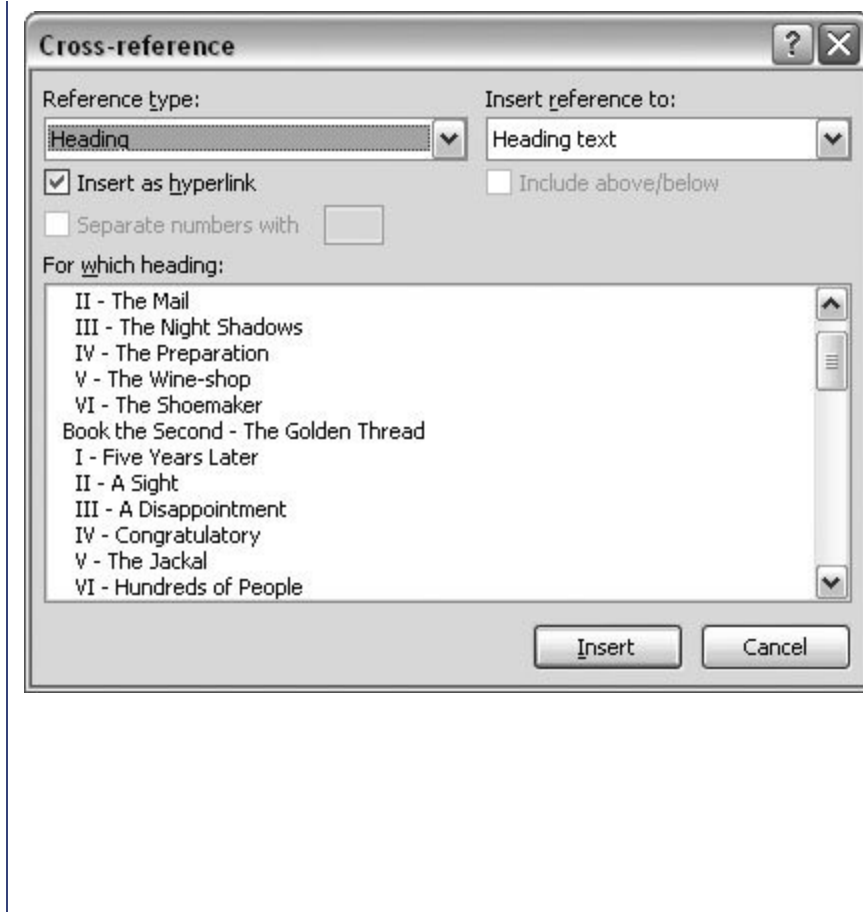 Cross-reference
Reference type:
Insert reference to:
Heading
Heading text
Insert as hyperlink
Include above/below
Separate numbers with
For which heading:
II - The Mail
III - The Night Shadows
IV - The Preparation
V - The Wine-shop
VI - The Shoemaker
Book the Second - The Golden Thread
I - Five Years Later
II - A Sight
III - A Disappointment
IV - Congratulatory
V - The Jackal
VI - Hundreds of People
Insert
Cancel